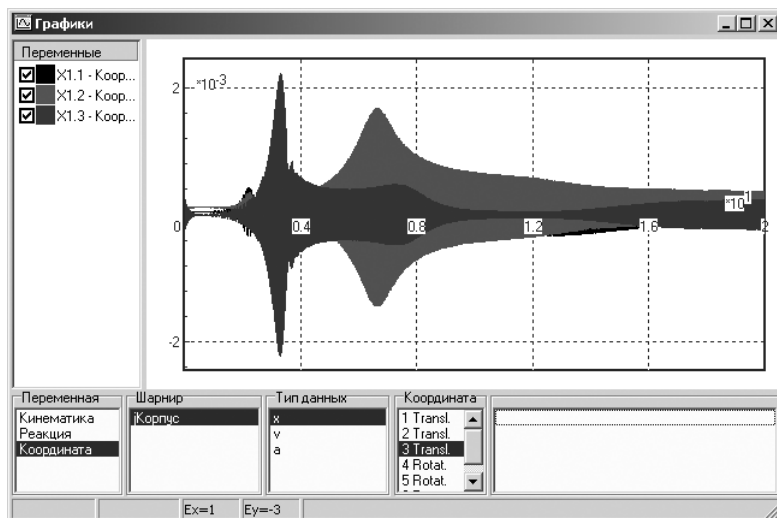 Графики
Переменные
X1.1 - Коор...
X1.2 - Коор...
X1.3 - Коор...
2
*10-3
*101
0
0.4
0.8
1.2
1.6
2
-2
Переменная
Кинематика
Реакция
Координата
Шарнир
jКорпус
Тип данных
x
v
a
Координата
1 Transl.
2 Transl.
3 Transl.
4 Rotat.
5 Rotat.
Ex=1
Ey=-3